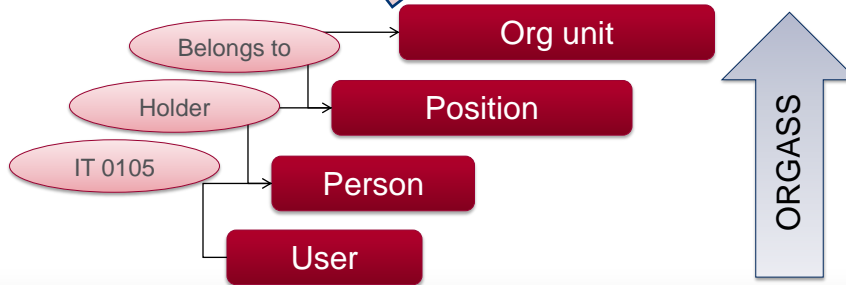 Org unit
Belongs to
Position
Holder
IT 0105
Person
User
ORGASS